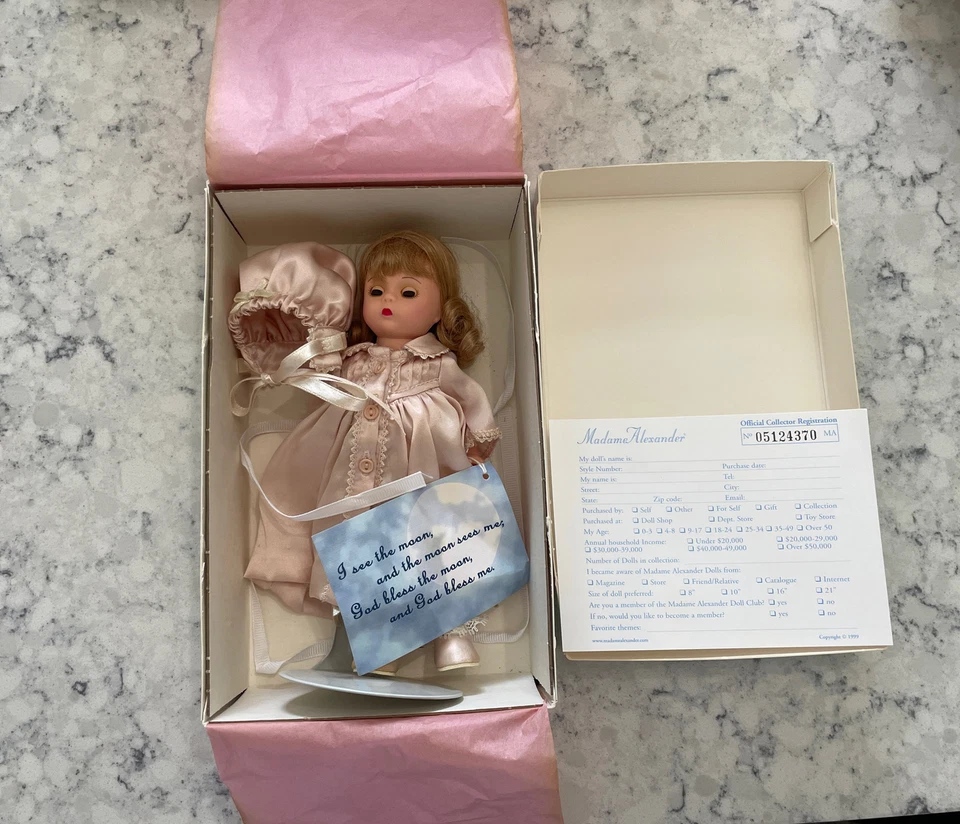 I see the moon,
and the moon sees me;
God bless the moon,
and God bless me.
Madame Alexander
Official Collector Registration
Nº 05124370 MA
My doll's name is:
Style Number: Purchase date:
My name is: Tel:
Street: City:
State: Zip code: Email:
Purchased by: Self Other For Self Gift Collection
Purchased at: Doll Shop Dept. Store Toy Store
My Age: 0-3 4-8 9-17 18-24 25-34 35-49 Over 50
Annual household Income: Under $20,000 $20,000-29,000
$30,000-39,000 $40,000-49,000 Over $50,000
Number of Dolls in collection:
I became aware of Madame Alexander Dolls from:
Magazine Store Friend/Relative Catalogue Internet
Size of doll preferred: 8" 10" 16" 21"
Are you a member of the Madame Alexander Doll Club? yes no
If no, would you like to become a member? yes no
Favorite themes:
www.madamealexander.com Copyright © 1999